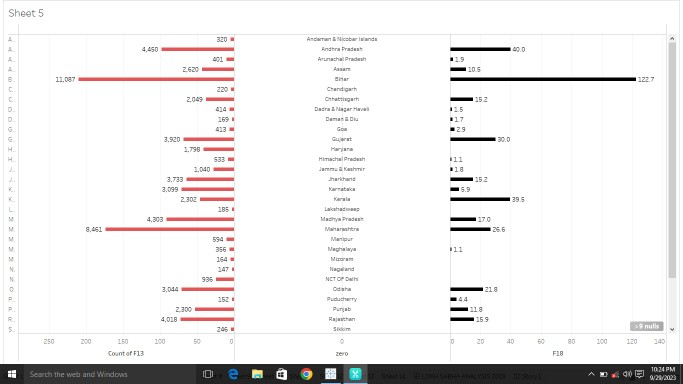 Sheet 5
A.. 320 Andaman & Nicobar Islands
A.. 4,450 Andhra Pradesh 40.0
A.. 401 Arunachal Pradesh 1.9
A.. 2,620 Assam 10.5
B.. 11,087 Bihar 122.7
C.. 220 Chandigarh
C.. 2,049 Chhattisgarh 15.2
D.. 414 Dadra & Nagar Haveli 1.5
D.. 169 Daman & Diu 1.7
G.. 413 Goa 2.9
G.. 3,920 Gujarat 30.0
H.. 1,798 Haryana
H.. 533 Himachal Pradesh 1.1
J.. 1,040 Jammu & Kashmir 1.8
J.. 3,733 Jharkhand 15.2
K.. 3,099 Karnataka 5.9
K.. 2,302 Kerala 39.5
L.. 185 Lakshadweep
M.. 4,303 Madhya Pradesh 17.0
M.. 8,461 Maharashtra 26.6
M.. 594 Manipur
M.. 356 Meghalaya 1.1
M.. 164 Mizoram
N.. 147 Nagaland
N.. 936 NCT OF Delhi
O.. 3,044 Odisha 21.8
P.. 152 Puducherry 4.4
P.. 2,300 Punjab 11.8
R.. 4,018 Rajasthan 15.9
S.. 246 Sikkim
>9 nulls
250 200 150 100 50 0 0 0 20 40 60 80 100 120 140
Count of F13 zero F18
Search the web and Windows
10:24 PM
9/29/2023